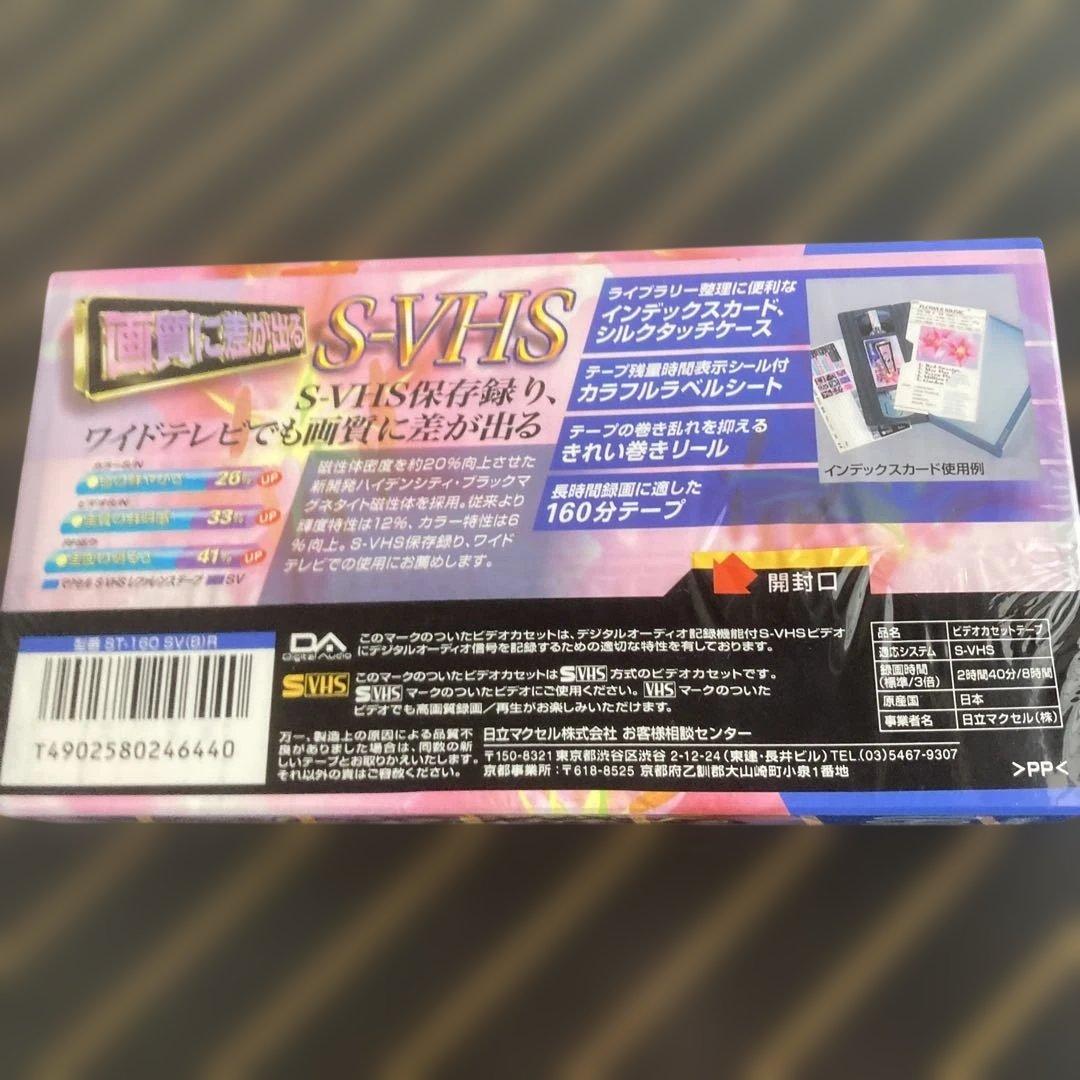 画質に差が出る
S-VHS
S-VHS保存録り、
ワイドテレビでも画質に差が出る
26% UP
33% UP
41% UP
マクセル S-VHSレファレンステープ SV
磁性体密度を約20%向上させた
新開発ハイデンシティ・ブラックマ
グネタイト磁性体を採用。従来より
輝度特性は12%、カラー特性は6
%向上。S-VHS保存録り、ワイド
テレビでの使用にお薦めします。
ライブラリー整理に便利な
インデックスカード、
シルクタッチケース
テープ残量時間表示シール付
カラフルラベルシート
テープの巻き乱れを抑える
きれい巻きリール
長時間録画に適した
160分テープ
インデックスカード使用例
開封口
型番 ST-160 SV(B)R
T4902580246440
万一、製造上の原因による品質不
良がありました場合は、同数の新
しいテープとお取りかえいたします。
それ以外の責はご容赦ください。
DA
Digital Audio
このマークのついたビデオカセットは、デジタルオーディオ記録機能付S-VHSビデオ
にデジタルオーディオ信号を記録するための適切な特性を有しております。
SVHS
このマークのついたビデオカセットは SVHS 方式のビデオカセットです。
SVHS マークのついたビデオにご使用ください。VHS マークのついた
ビデオでも高画質録画/再生がお楽しみいただけます。
日立マクセル株式会社 お客様相談センター
〒150-8321 東京都渋谷区渋谷 2-12-24 (東建・長井ビル) TEL.(03)5467-9307
京都事業所:〒618-8525 京都府乙訓郡大山崎町小泉1番地
品名 ビデオカセットテープ
適応システム S-VHS
録画時間
(標準/3倍) 2時間40分/8時間
原産国 日本
事業者名 日立マクセル(株)
>PP<